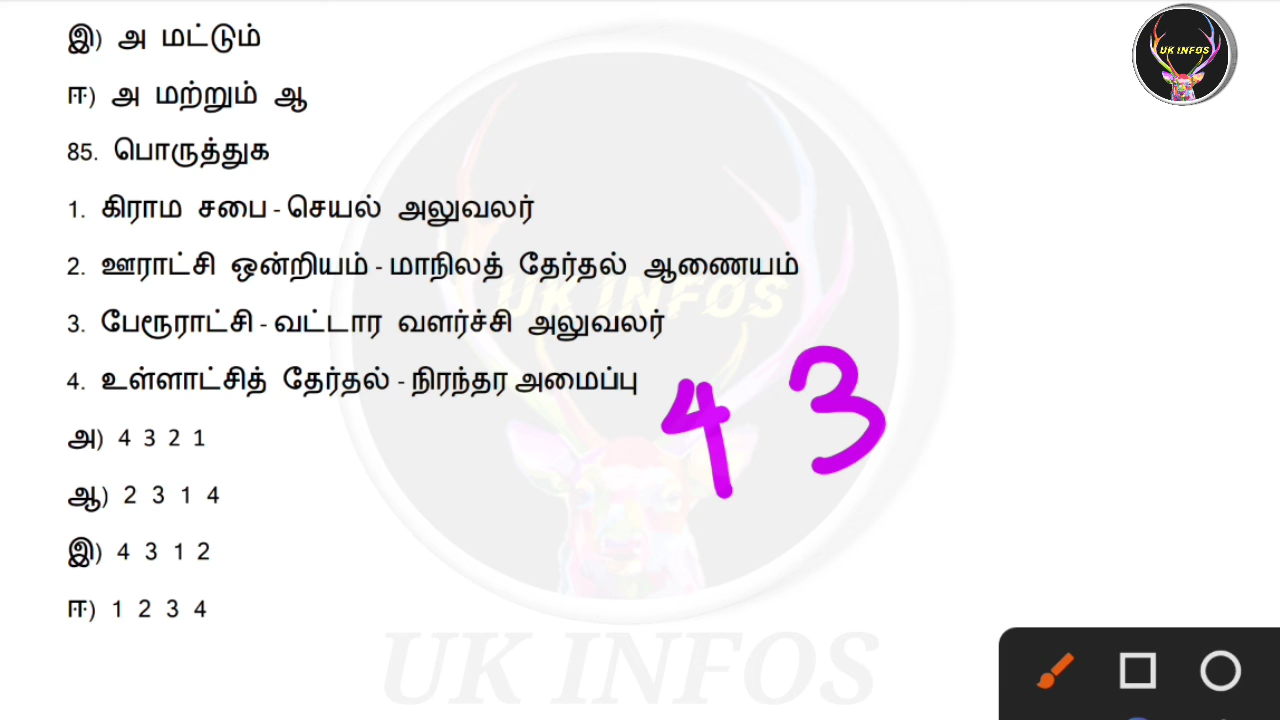 இ) அ மட்டும்
ஈ) அ மற்றும் ஆ
85. பொருத்துக
1. கிராம சபை - செயல் அலுவலர்
2. ஊராட்சி ஒன்றியம் - மாநிலத் தேர்தல் ஆணையம்
3. பேரூராட்சி - வட்டார வளர்ச்சி அலுவலர்
4. உள்ளாட்சித் தேர்தல் - நிரந்தர அமைப்பு
4 3
அ) 4 3 2 1
ஆ) 2 3 1 4
இ) 4 3 1 2
ஈ) 1 2 3 4
UK INFOS
UK INFOS
UK INFOS